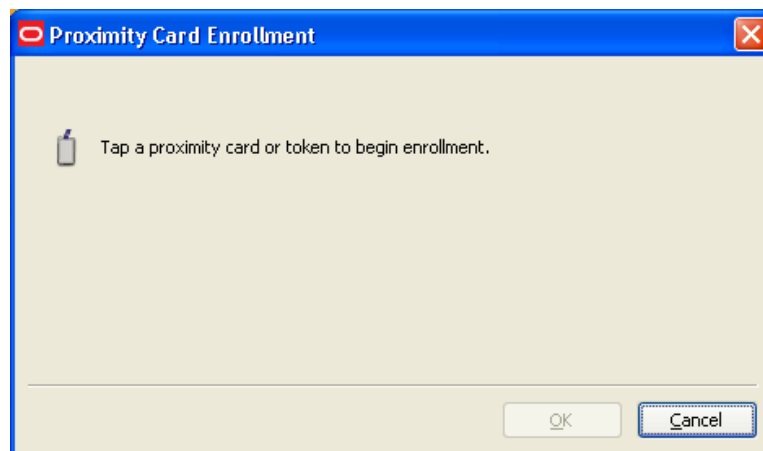 Proximity Card Enrollment
Tap a proximity card or token to begin enrollment.
OK
Cancel